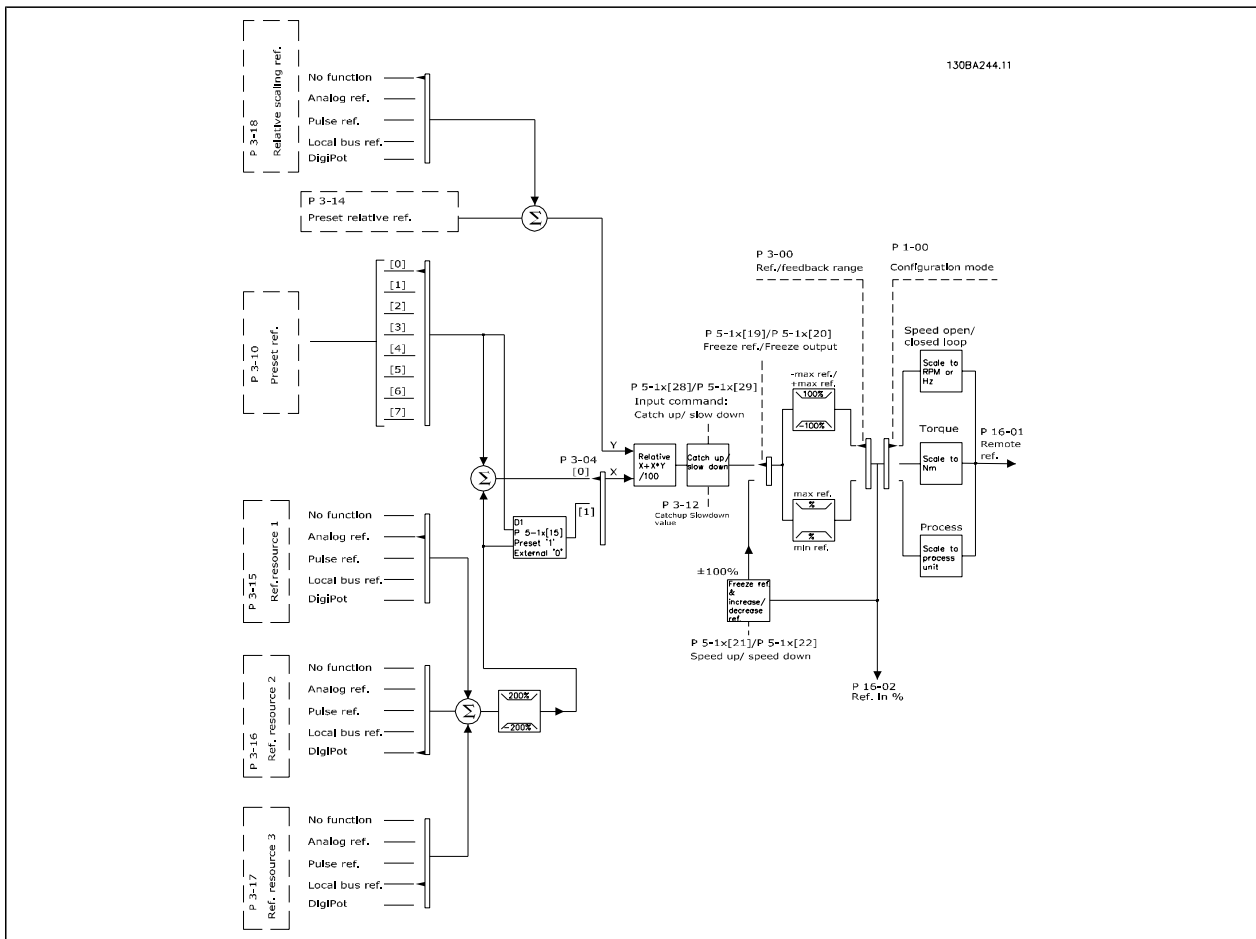 130BA244.11
P 3-18
Relative scaling ref.
No function
Analog ref.
Pulse ref.
Local bus ref.
DigiPot
P 3-14
Preset relative ref.
Σ
P 3-10
Preset ref.
[0]
[1]
[2]
[3]
[4]
[5]
[6]
[7]
Y
X
P 3-04
[0]
[1]
Σ
D1
P 5-1x[15]
Preset '1'
External '0'
Relative
X+X*Y
/100
P 5-1x[28]/P 5-1x[29]
Input command:
Catch up/ slow down
Catch up/
slow down
P 3-12
Catchup Slowdown
value
P 5-1x[19]/P 5-1x[20]
Freeze ref./Freeze output
-max ref./
+max ref.
100%
-100%
max ref.
%
%
min ref.
±100%
Freeze ref.
&
increase/
decrease
ref.
P 5-1x[21]/P 5-1x[22]
Speed up/ speed down
P 3-00
Ref./feedback range
P 1-00
Configuration mode
Speed open/
closed loop
Scale to
RPM or
Hz
Torque
Scale to
Nm
Process
Scale to
process
unit
P 16-01
Remote
ref.
P 16-02
Ref. in %
P 3-15
Ref.resource 1
No function
Analog ref.
Pulse ref.
Local bus ref.
DigiPot
P 3-16
Ref. resource 2
No function
Analog ref.
Pulse ref.
Local bus ref.
DigiPot
Σ
200%
-200%
P 3-17
Ref. resource 3
No function
Analog ref.
Pulse ref.
Local bus ref.
DigiPot